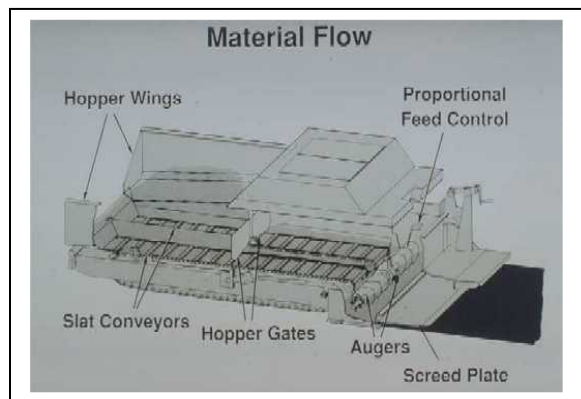 Material Flow
Hopper Wings
Proportional
Feed Control
Slat Conveyors
Hopper Gates
Augers
Screed Plate